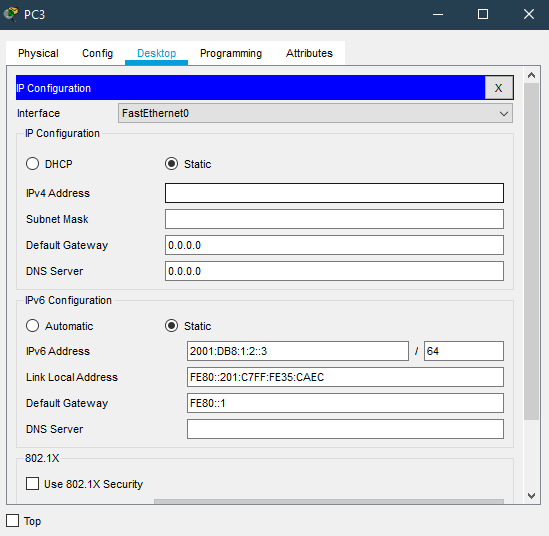 PC3
Physical Config Desktop Programming Attributes
IP Configuration X
Interface FastEthernet0
IP Configuration
DHCP Static
IPv4 Address
Subnet Mask
Default Gateway 0.0.0.0
DNS Server 0.0.0.0
IPv6 Configuration
Automatic Static
IPv6 Address 2001:DB8:1:2::3 / 64
Link Local Address FE80::201:C7FF:FE35:CAEC
Default Gateway FE80::1
DNS Server
802.1X
Use 802.1X Security
Top